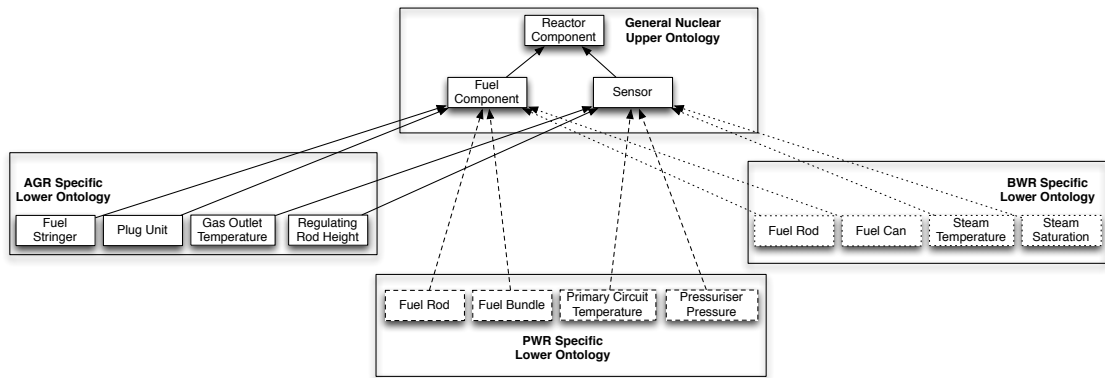 Reactor
Component
General Nuclear
Upper Ontology
Fuel
Component
Sensor
AGR Specific
Lower Ontology
Fuel
Stringer
Plug Unit
Gas Outlet
Temperature
Regulating
Rod Height
BWR Specific
Lower Ontology
Fuel Rod
Fuel Can
Steam
Temperature
Steam
Saturation
Fuel Rod
Fuel Bundle
Primary Circuit
Temperature
Pressuriser
Pressure
PWR Specific
Lower Ontology